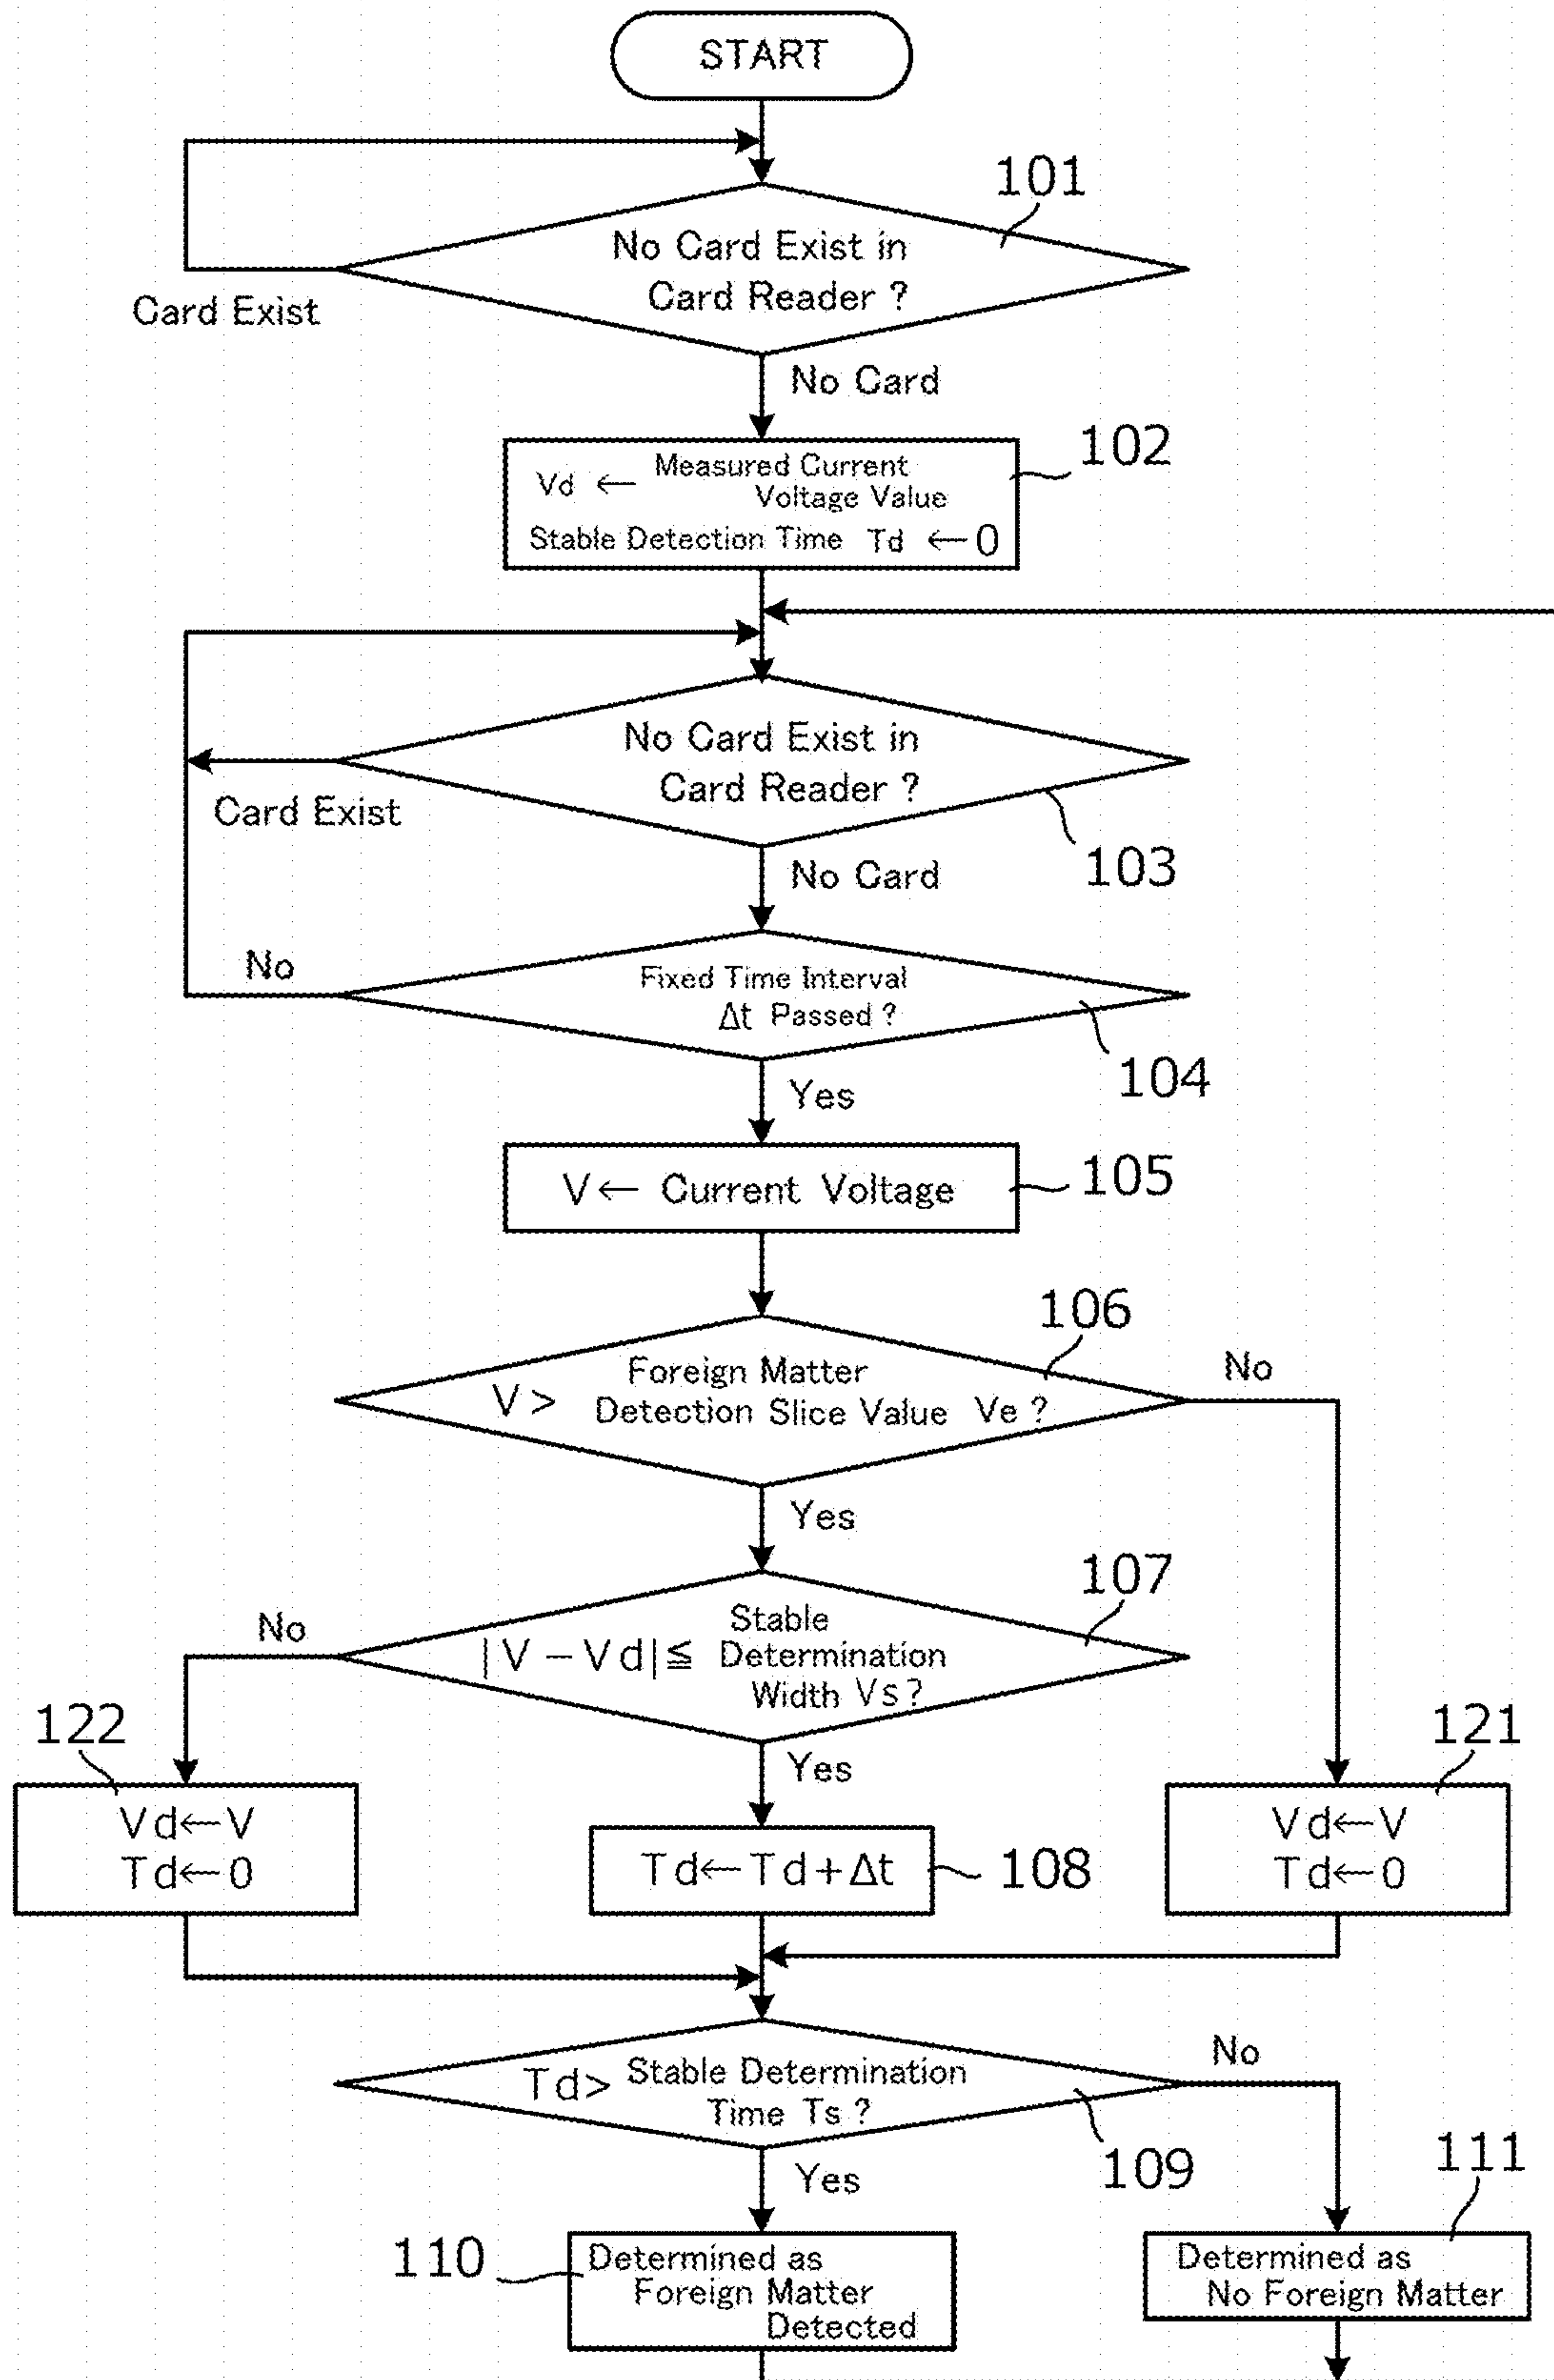 START
101
No Card Exist in
Card Reader ?
Card Exist
No Card
102
Measured Current
Vd ← Voltage Value
Stable Detection Time Td ←0
No Card Exist in
Card Reader ?
Card Exist
103
No Card
No
Fixed Time Interval
Δt Passed ?
104
Yes
V← Current Voltage
105
106
No
Foreign Matter
V > Detection Slice Value Ve ?
Yes
107
No
Stable
|V −Vd|≦ Determination
Width Vs?
122
121
Yes
Vd←V
Td←0
Td←Td+Δt
108
Vd←V
Td←0
No
Td> Stable Determination
Time Ts ?
109
111
Yes
110
Determined as
Foreign Matter
Detected
Determined as
No Foreign Matter